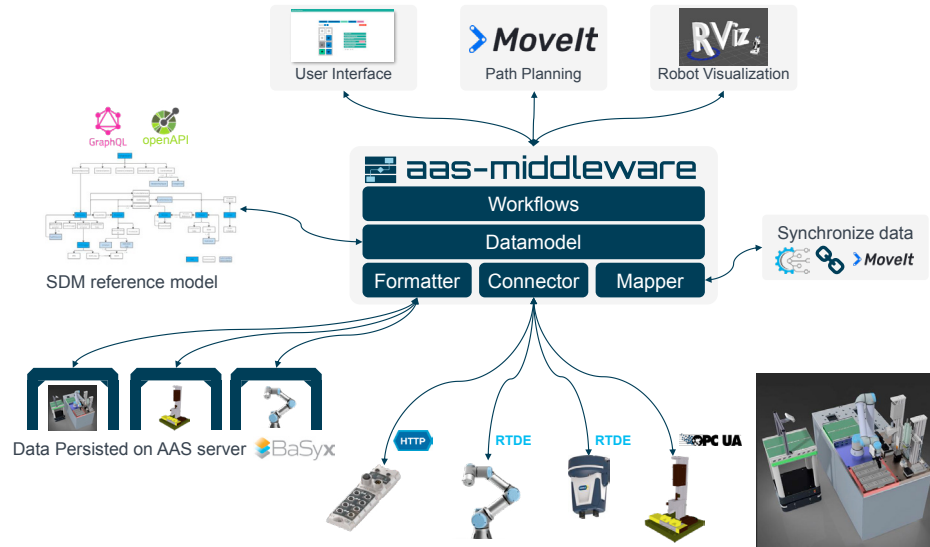 MoveIt
RViz
User Interface
Path Planning
Robot Visualization
GraphQL
openAPI
aas-middleware
Workflows
Datamodel
Formatter
Connector
Mapper
Synchronize data
MoveIt
SDM reference model
Data Persisted on AAS server
BaSyx
HTTP
RTDE
RTDE
OPC UA